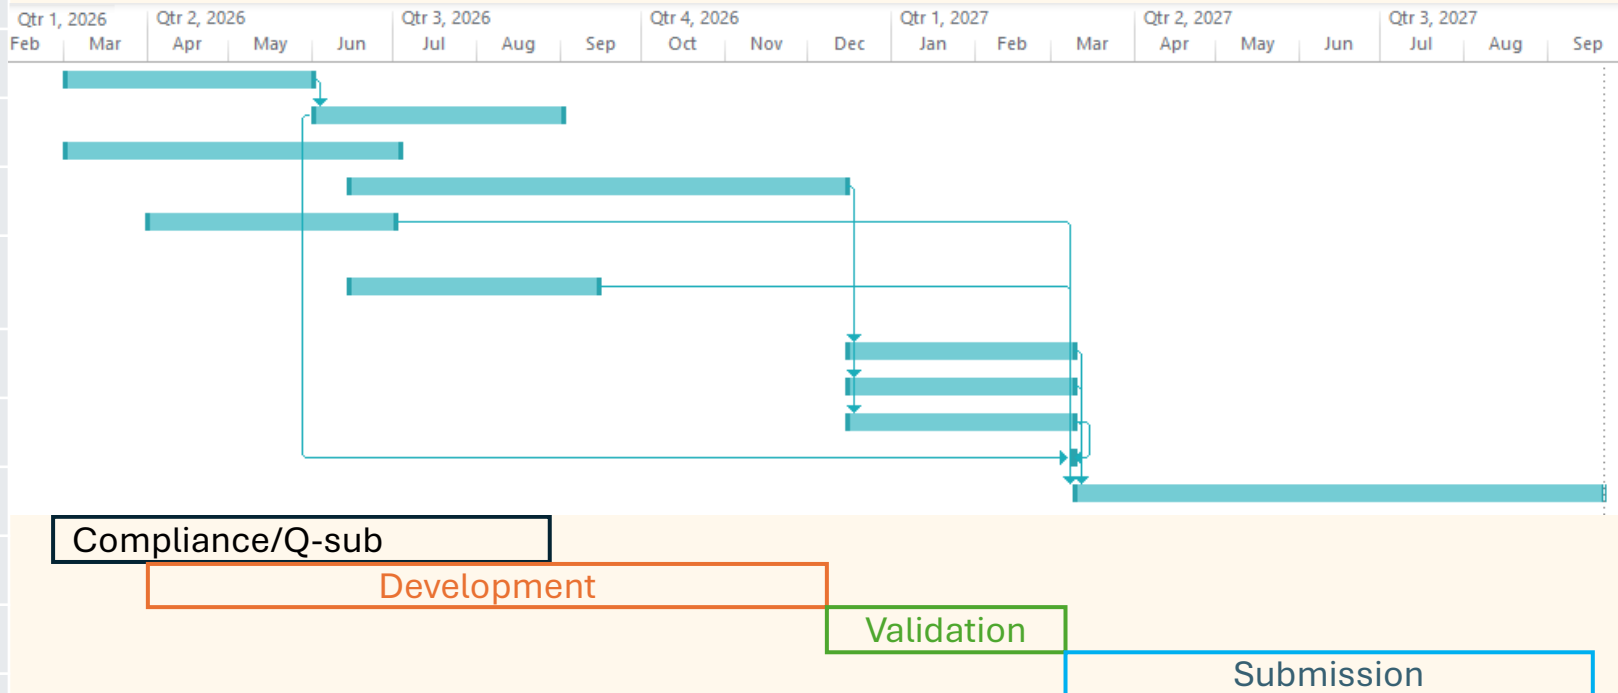 Qtr 1, 2026 Qtr 2, 2026 Qtr 3, 2026 Qtr 4, 2026 Qtr 1, 2027 Qtr 2, 2027 Qtr 3, 2027
Feb Mar Apr May Jun Jul Aug Sep Oct Nov Dec Jan Feb Mar Apr May Jun Jul Aug Sep
Compliance/Q-sub
Development
Validation
Submission